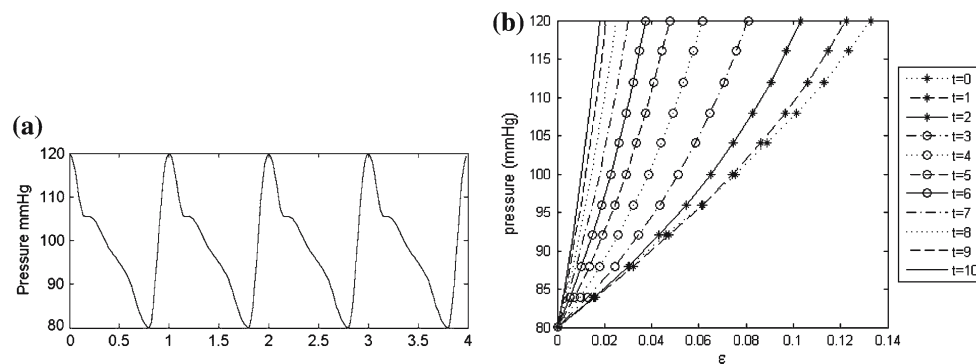 (a)
Pressure mmHg
120
110
100
90
80
0 0.5 1 1.5 2 2.5 3 3.5 4
(b)
pressure (mmHg)
120
115
110
105
100
95
90
85
80
0 0.02 0.04 0.06 0.08 0.1 0.12 0.14
ε
t=0
t=1
t=2
t=3
t=4
t=5
t=6
t=7
t=8
t=9
t=10